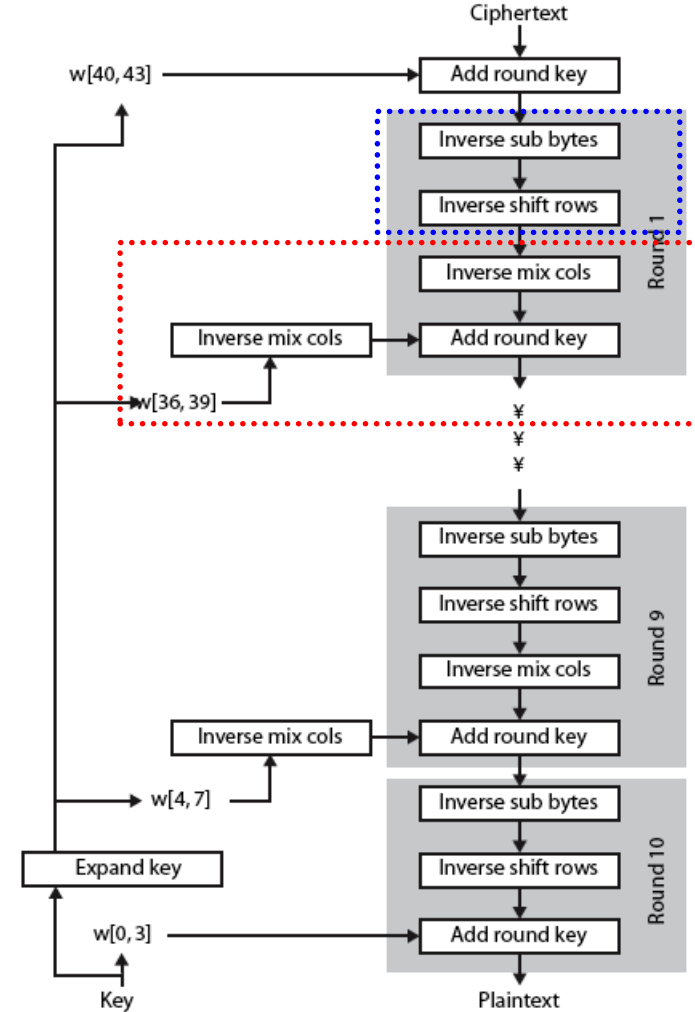 Ciphertext
w[40, 43]
Add round key
Inverse sub bytes
Inverse shift rows
Round 1
Inverse mix cols
Inverse mix cols
Add round key
w[36, 39]
¥
¥
¥
Inverse sub bytes
Inverse shift rows
Round 9
Inverse mix cols
Inverse mix cols
Add round key
w[4, 7]
Inverse sub bytes
Expand key
Inverse shift rows
Round 10
w[0, 3]
Add round key
Key
Plaintext